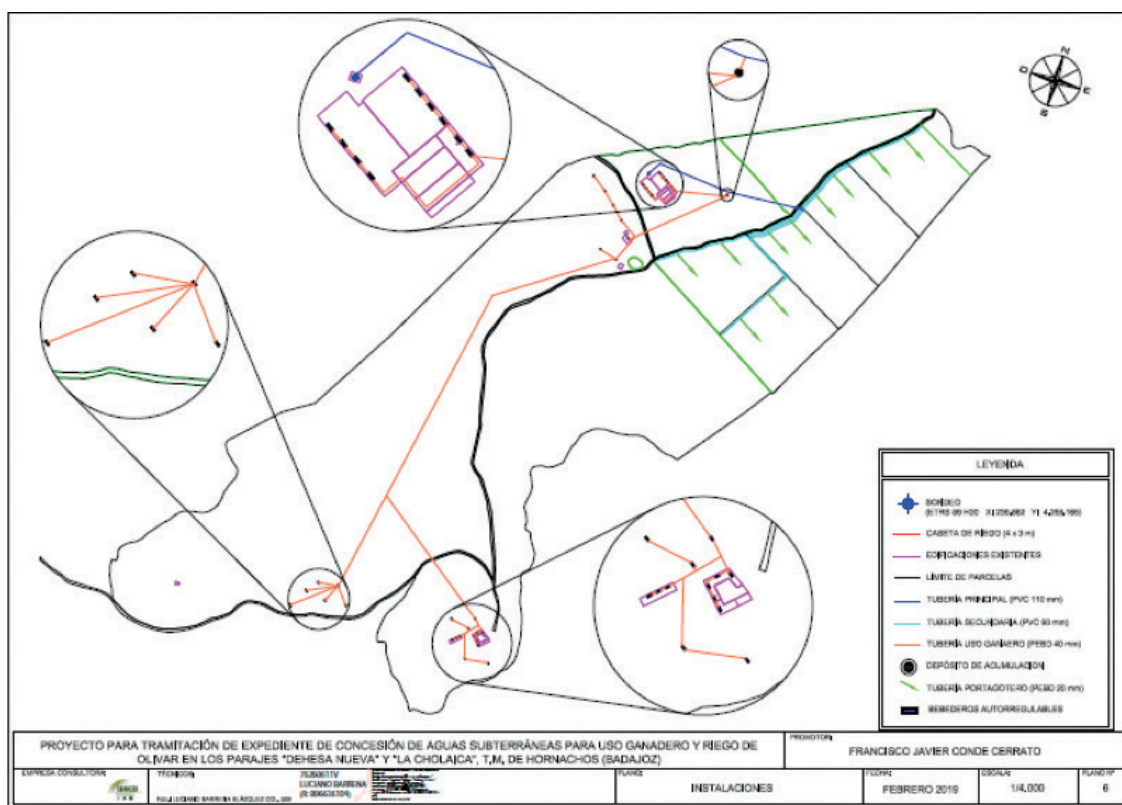 N
E
S
O
LEYENDA
SONDEO
CASETA DE RIEGO (4 x 3 m)
EDIFICACIONES EXISTENTES
LÍMITE DE PARCELAS
TUBERÍA PRINCIPAL (PVC 110 mm)
TUBERÍA SECUNDARIA (PVC 90 mm)
TUBERÍA USO GANAERO (PEBD 40 mm)
DEPÓSITO DE ACUMULACION
TUBERÍA PORTAGOTERO (PEBD 20 mm)
BEBEDEROS AUTORREGULABLES
PROYECTO PARA TRAMITACIÓN DE EXPEDIENTE DE CONCESIÓN DE AGUAS SUBTERRÁNEAS PARA USO GANADERO Y RIEGO DE
OLIVAR EN LOS PARAJES "DEHESA NUEVA" Y "LA CHOLAICA", T,M, DE HORNACHOS (BADAJOZ)
PROMOTOR:
FRANCISCO JAVIER CONDE CERRATO
EMPRESA CONSULTORA:
TÉCNICOS:
LUCIANO BARRENA
PLANO:
INSTALACIONES
FECHA:
FEBRERO 2019
ESCALA:
1/4,000
PLANO Nº
6